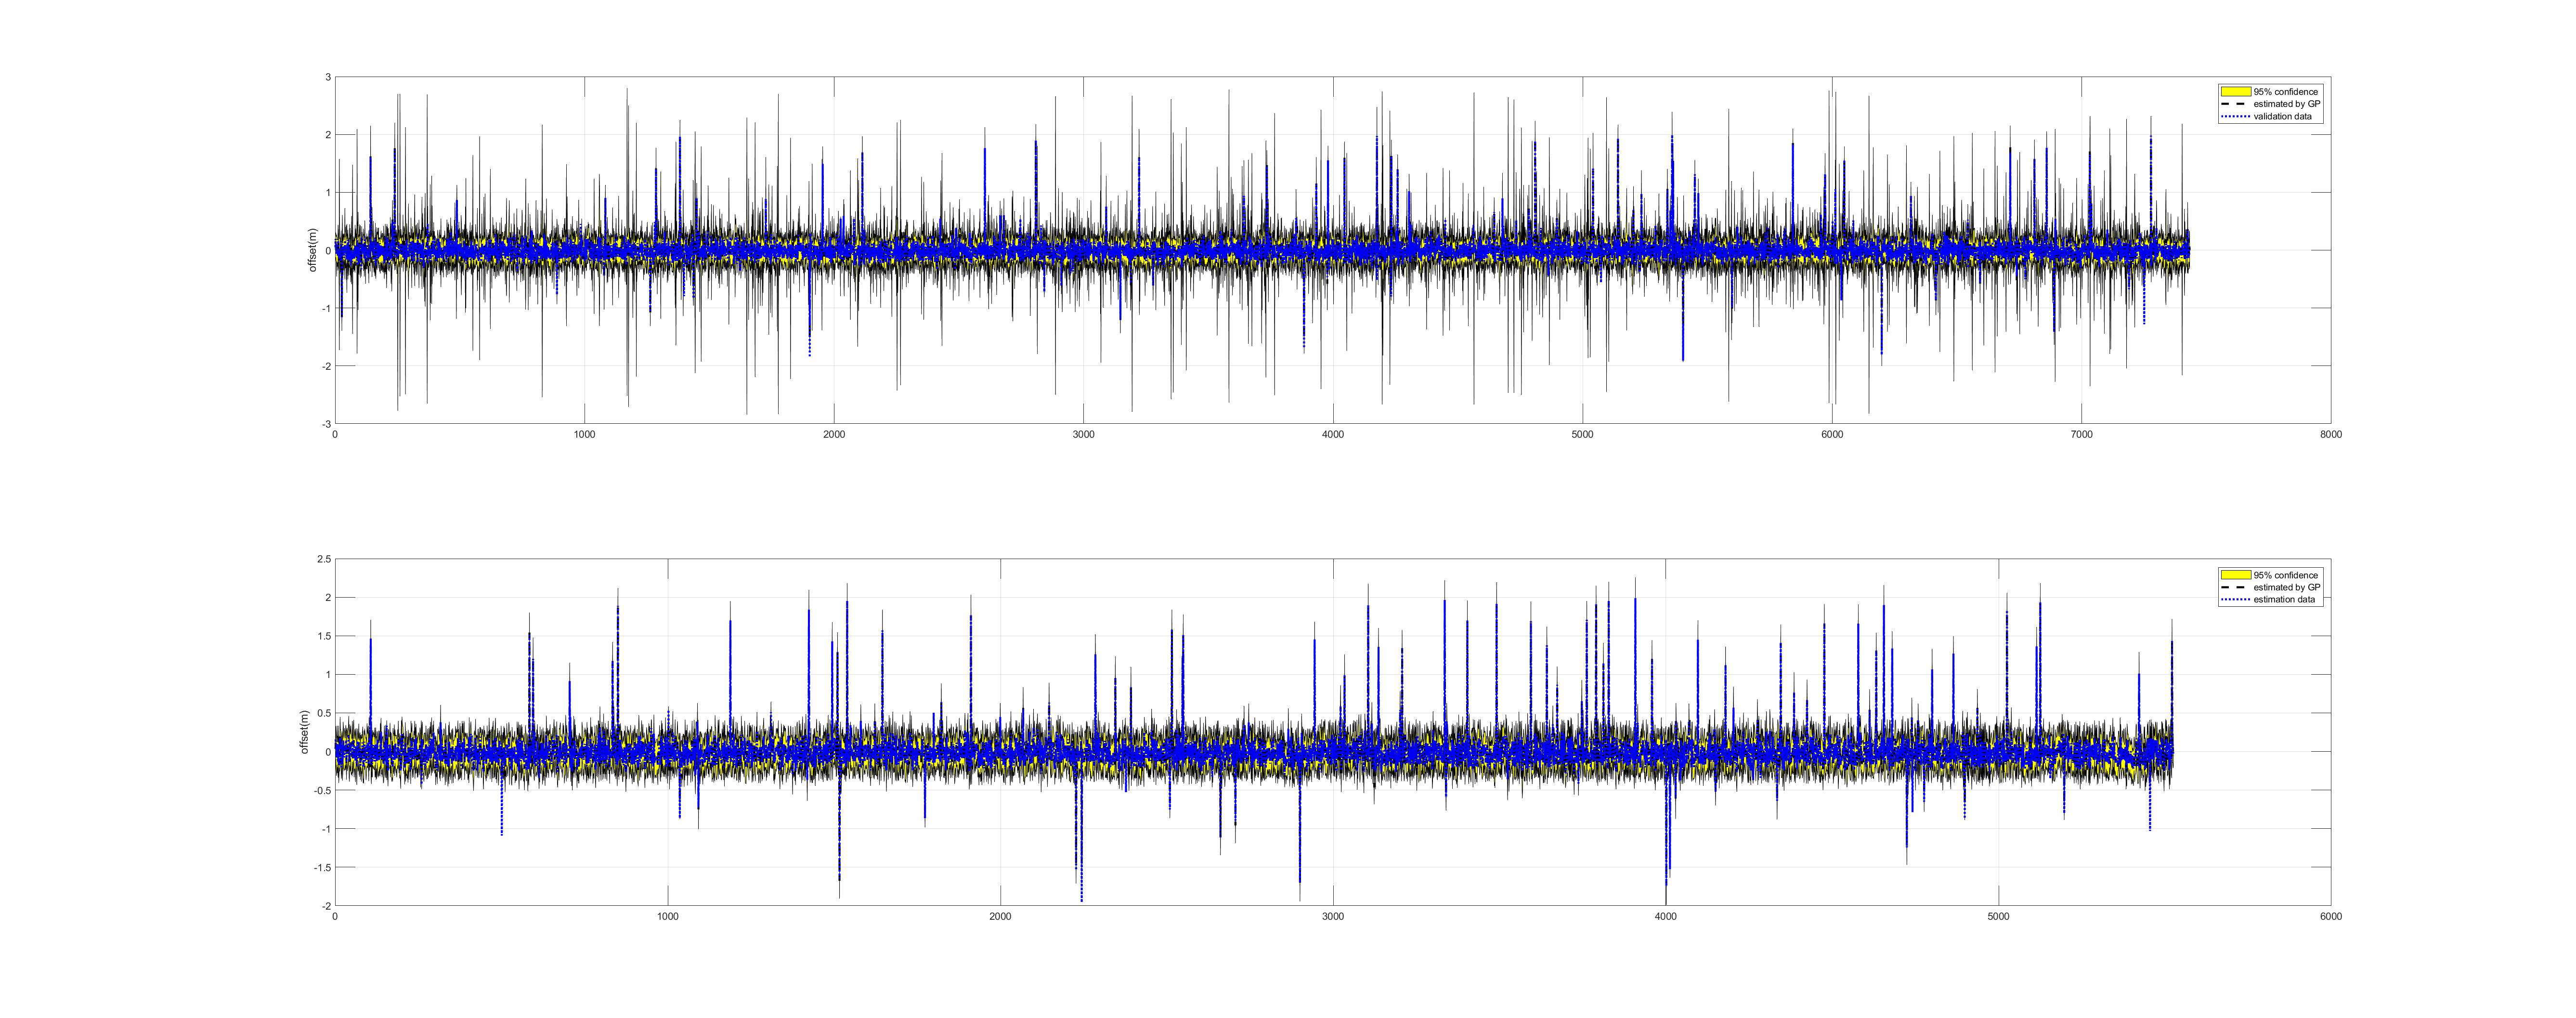 3
2
1
0
-1
-2
-3
offset(m)
0 1000 2000 3000 4000 5000 6000 7000 8000
95% confidence
estimated by GP
validation data
2.5
2
1.5
1
0.5
0
-0.5
-1
-1.5
-2
offset(m)
0 1000 2000 3000 4000 5000 6000
95% confidence
estimated by GP
estimation data